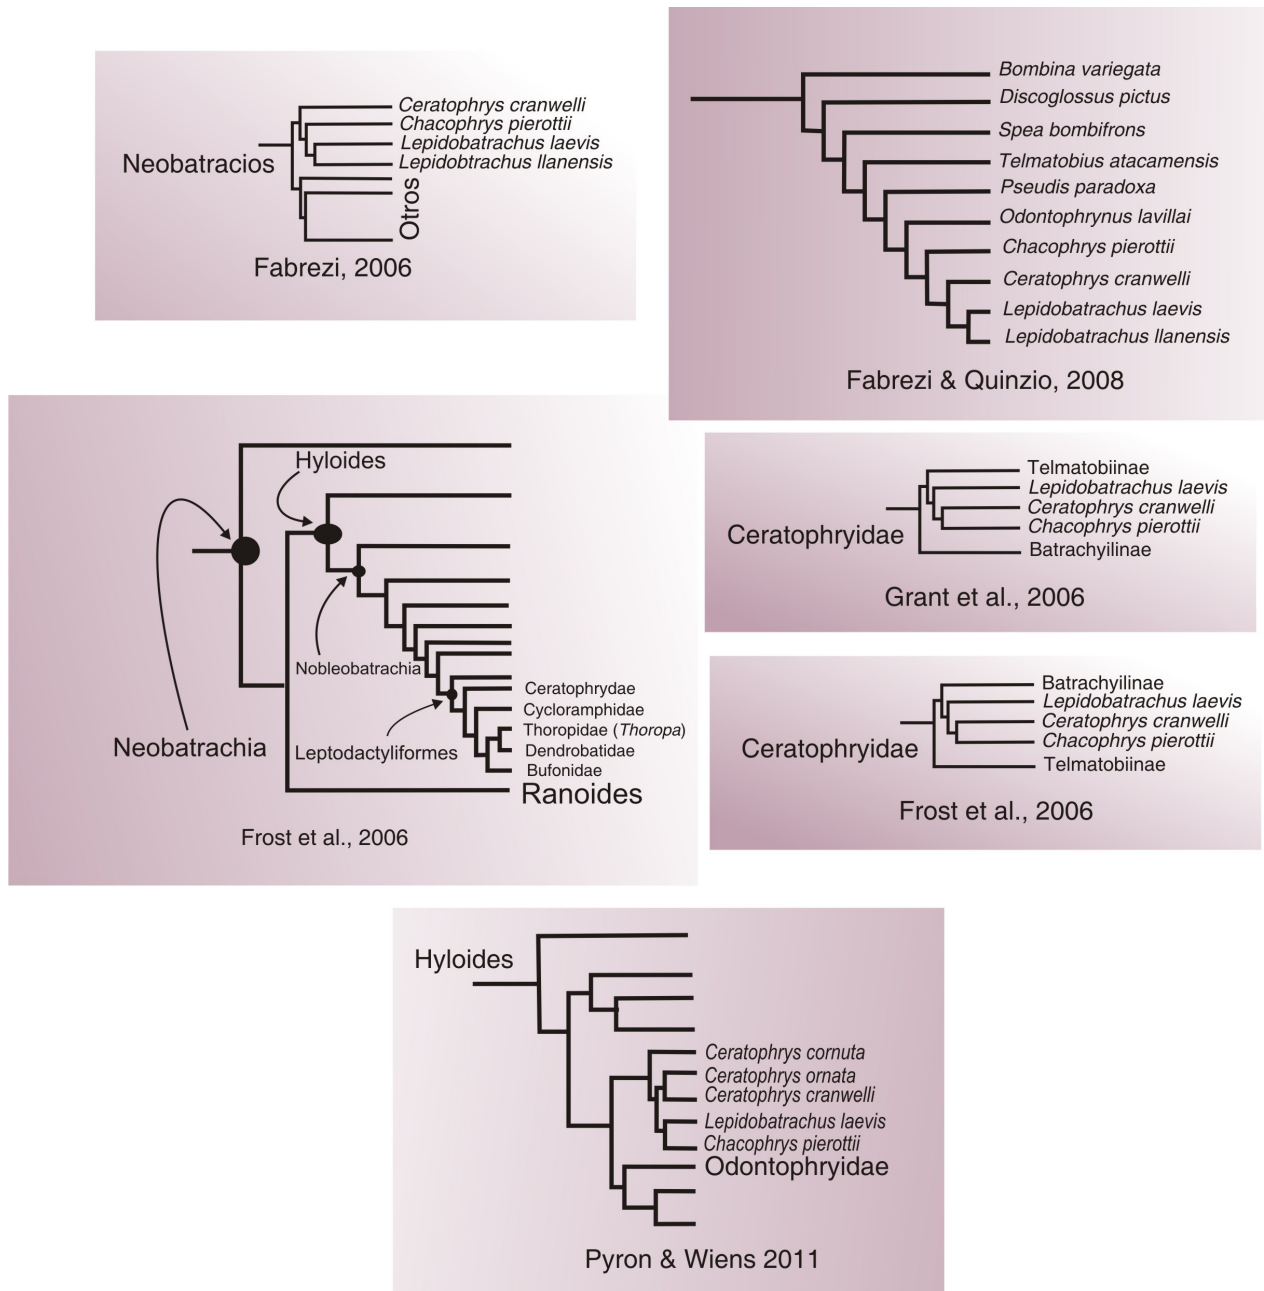 Neobatracios
Ceratophrys cranwelli
Chacophrys pierottii
Lepidobatrachus laevis
Lepidobtrachus llanensis
Otros
Fabrezi, 2006
Bombina variegata
Discoglossus pictus
Spea bombifrons
Telmatobius atacamensis
Pseudis paradoxa
Odontophrynus lavillai
Chacophrys pierottii
Ceratophrys cranwelli
Lepidobatrachus laevis
Lepidobatrachus llanensis
Fabrezi & Quinzio, 2008
Hyloides
Nobleobatrachia
Neobatrachia
Leptodactyliformes
Ceratophrydae
Cycloramphidae
Thoropidae (Thoropa)
Dendrobatidae
Bufonidae
Ranoides
Frost et al., 2006
Ceratophryidae
Telmatobiinae
Lepidobatrachus laevis
Ceratophrys cranwelli
Chacophrys pierottii
Batrachyilinae
Grant et al., 2006
Ceratophryidae
Batrachyilinae
Lepidobatrachus laevis
Ceratophrys cranwelli
Chacophrys pierottii
Telmatobiinae
Frost et al., 2006
Hyloides
Ceratophrys cornuta
Ceratophrys ornata
Ceratophrys cranwelli
Lepidobatrachus laevis
Chacophrys pierottii
Odontophryidae
Pyron & Wiens 2011